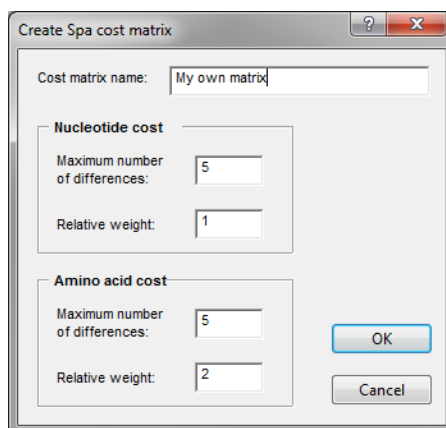 Create Spa cost matrix
?
X
Cost matrix name: My own matrix
Nucleotide cost
Maximum number
of differences: 5
Relative weight: 1
Amino acid cost
Maximum number
of differences: 5
Relative weight: 2
OK
Cancel